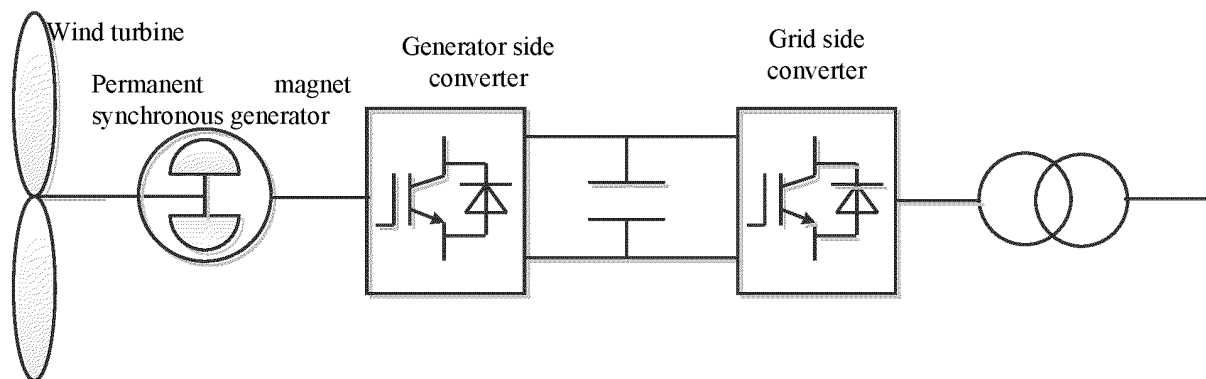 Wind turbine
Permanent magnet
synchronous generator
Generator side
converter
Grid side
converter